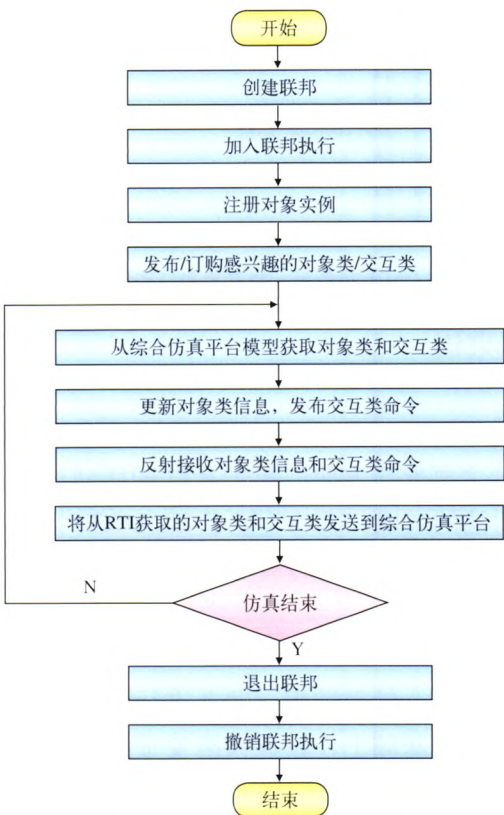 开始
创建联邦
加入联邦执行
注册对象实例
发布/订购感兴趣的对象类/交互类
从综合仿真平台模型获取对象类和交互类
更新对象类信息，发布交互类命令
反射接收对象类信息和交互类命令
将从RTI获取的对象类和交互类发送到综合仿真平台
N
仿真结束
Y
退出联邦
撤销联邦执行
结束